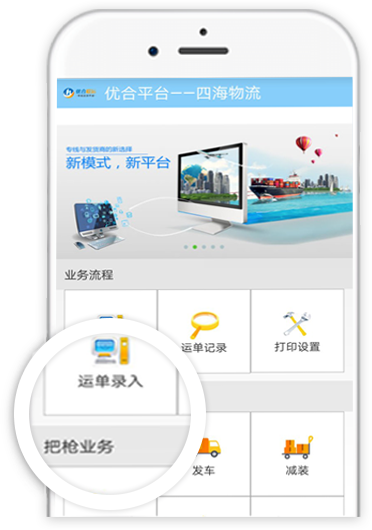 优合平台——四海物流
专线与发货商的新选择
新模式，新平台
业务流程
运单录入
运单记录
打印设置
把枪业务
发车
减装